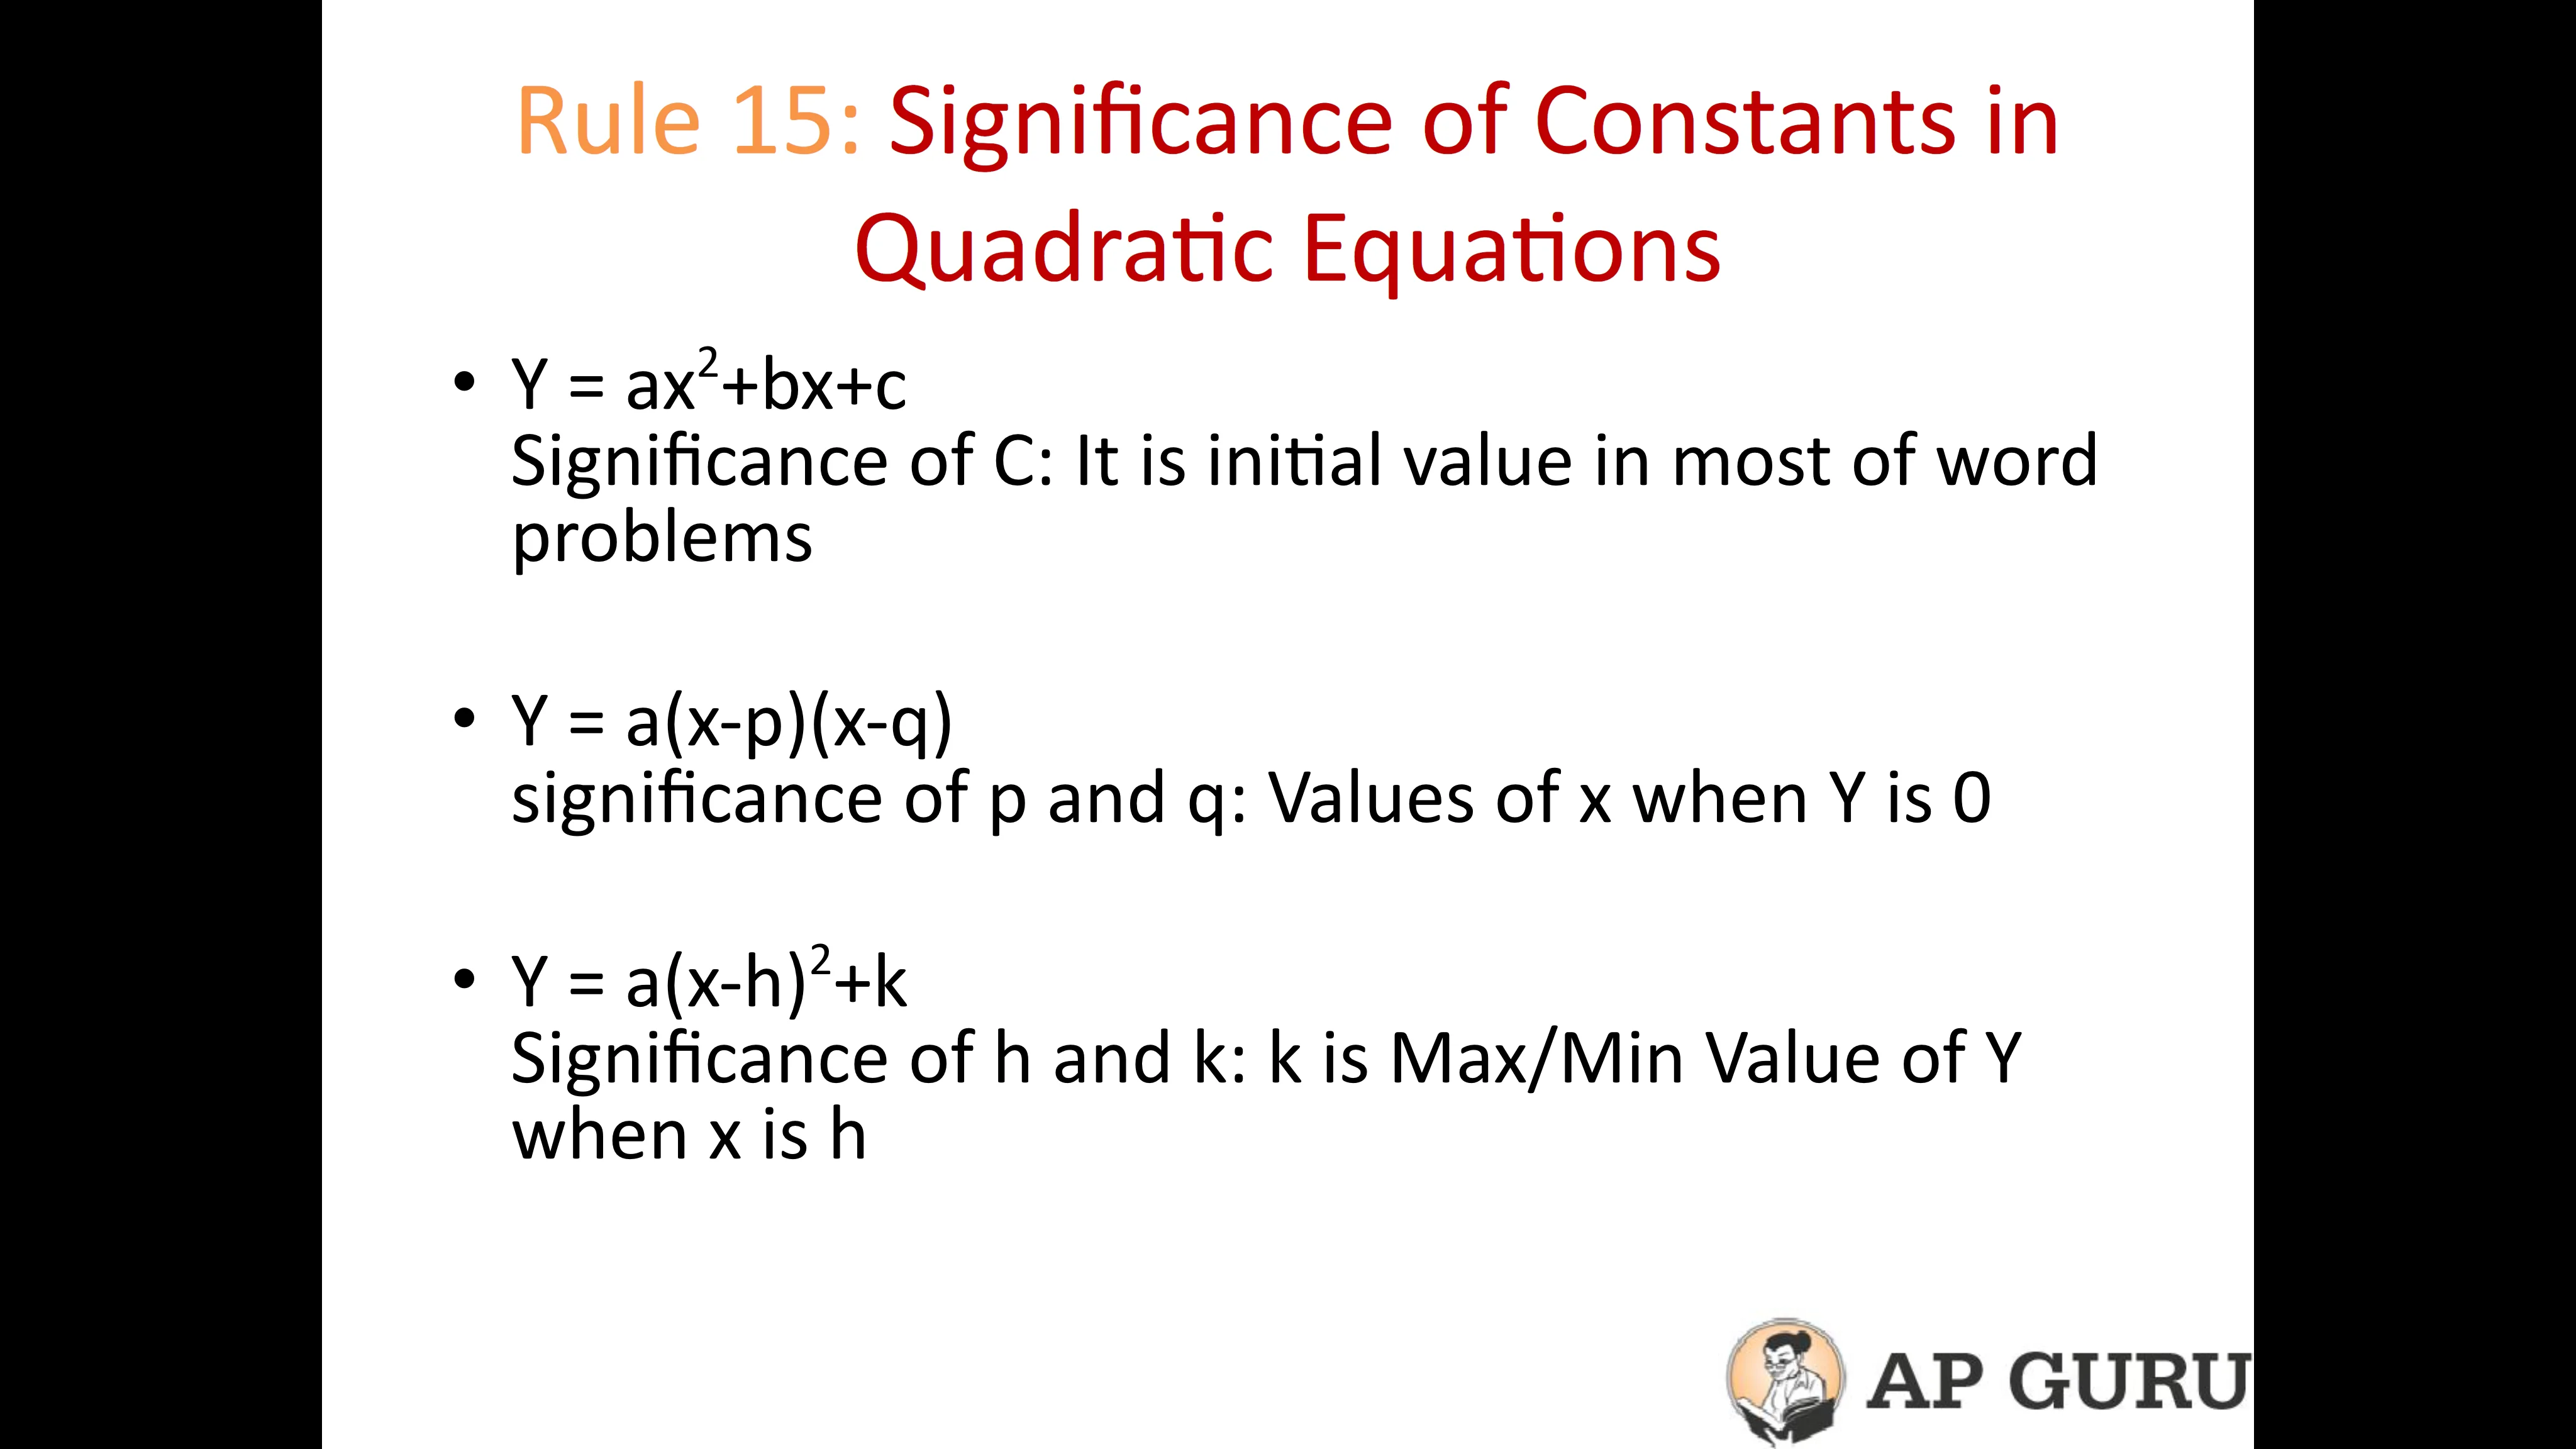 Rule 15: Significance of Constants in
Quadratic Equations
• Y = ax²+bx+c
Significance of C: It is initial value in most of word
problems
• Y = a(x-p)(x-q)
significance of p and q: Values of x when Y is 0
• Y = a(x-h)²+k
Significance of h and k: k is Max/Min Value of Y
when x is h
AP GURU